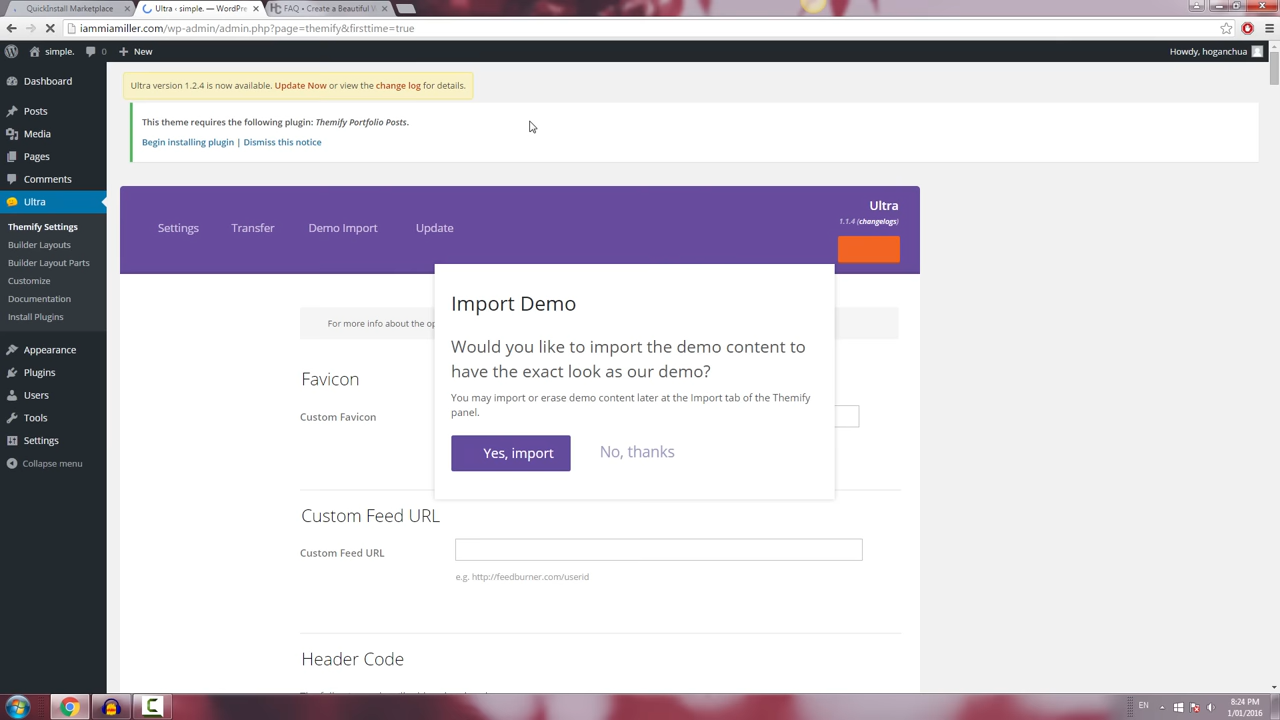 QuickInstall Marketplace
Ultra ‹ simple. — WordPre
FAQ • Create a Beautiful W
iammiamiller.com/wp-admin/admin.php?page=themify&firsttime=true
simple.
0
+ New
Howdy, hoganchua
Dashboard
Posts
Media
Pages
Comments
Ultra
Themify Settings
Builder Layouts
Builder Layout Parts
Customize
Documentation
Install Plugins
Appearance
Plugins
Users
Tools
Settings
Collapse menu
Ultra version 1.2.4 is now available. Update Now or view the change log for details.
This theme requires the following plugin: Themify Portfolio Posts.
Begin installing plugin | Dismiss this notice
Settings
Transfer
Demo Import
Update
Ultra
1.1.4 (changelogs)
For more info about the op
Import Demo
Would you like to import the demo content to
have the exact look as our demo?
You may import or erase demo content later at the Import tab of the Themify
panel.
Yes, import
No, thanks
Favicon
Custom Favicon
Custom Feed URL
Custom Feed URL
e.g. http://feedburner.com/userid
Header Code
EN
8:24 PM
1/01/2016